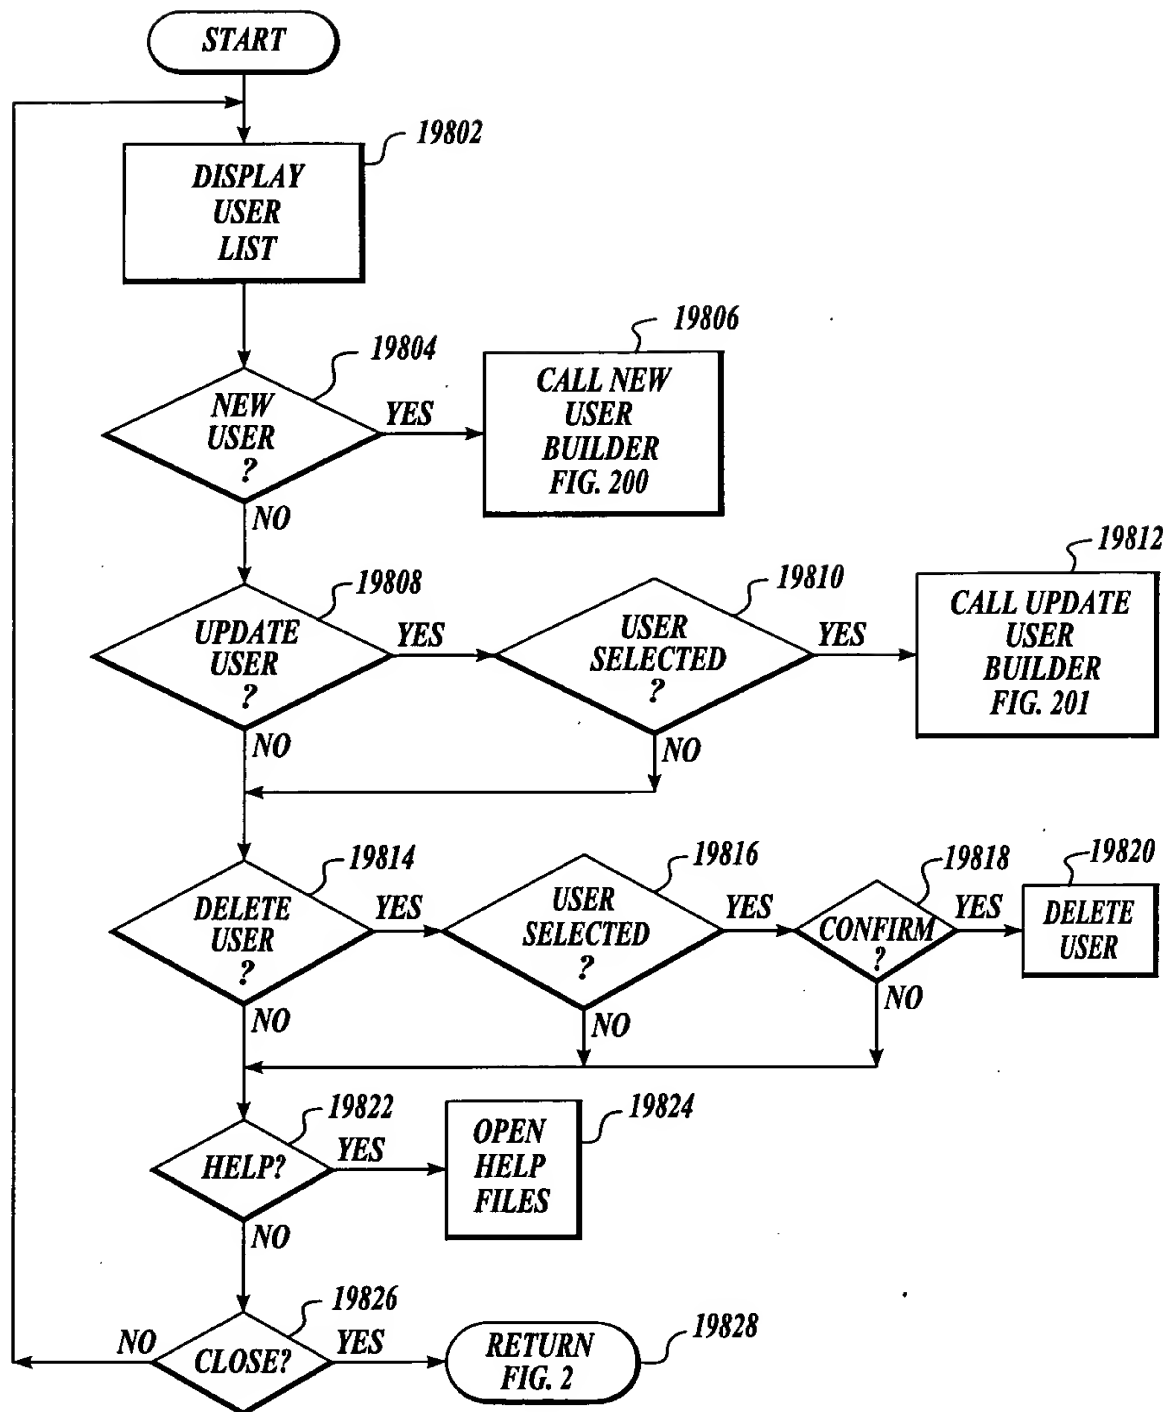 START
19802
DISPLAY
USER
LIST
19804
NEW
USER
?
YES
NO
19806
CALL NEW
USER
BUILDER
FIG. 200
19808
UPDATE
USER
?
YES
NO
19810
USER
SELECTED
?
YES
NO
19812
CALL UPDATE
USER
BUILDER
FIG. 201
19814
DELETE
USER
?
YES
NO
19816
USER
SELECTED
?
YES
NO
19818
CONFIRM
?
YES
NO
19820
DELETE
USER
19822
HELP?
YES
NO
19824
OPEN
HELP
FILES
19826
CLOSE?
NO
YES
19828
RETURN
FIG. 2